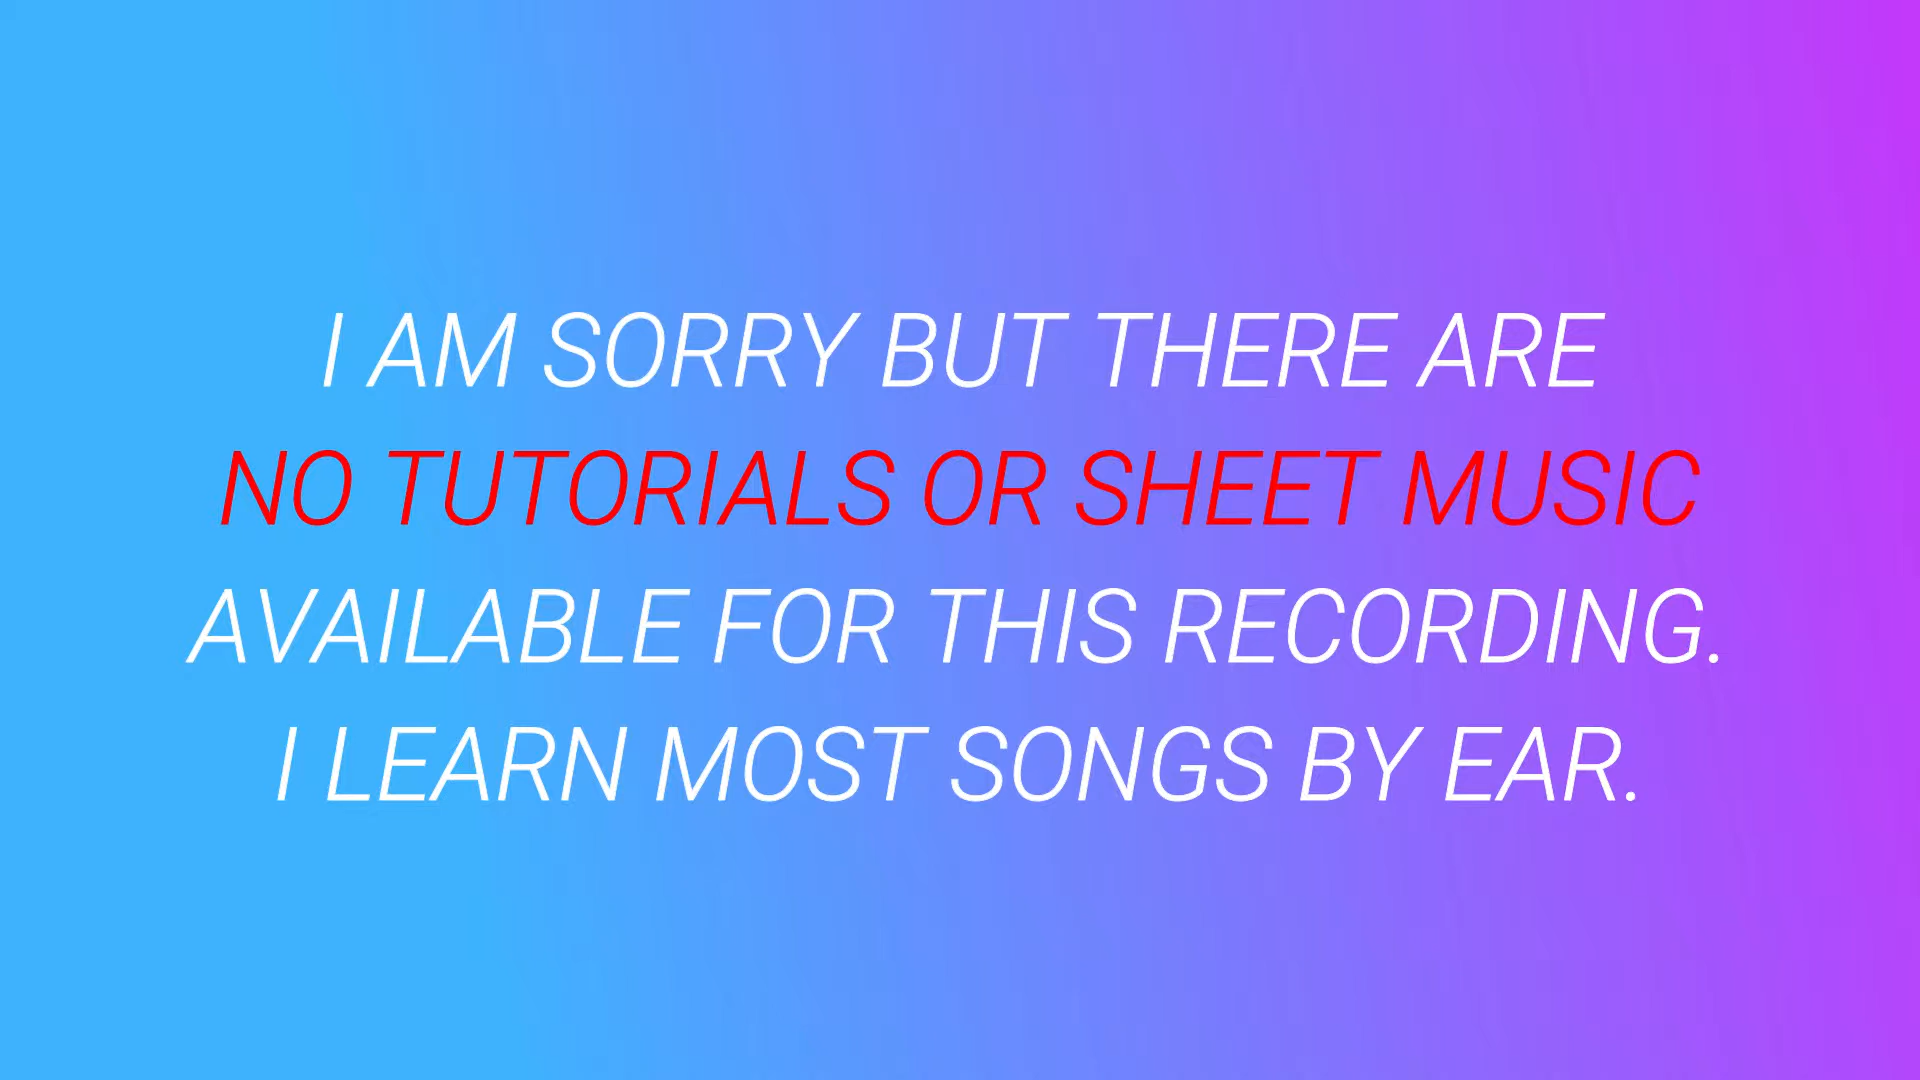 I AM SORRY BUT THERE ARE
NO TUTORIALS OR SHEET MUSIC
AVAILABLE FOR THIS RECORDING.
I LEARN MOST SONGS BY EAR.